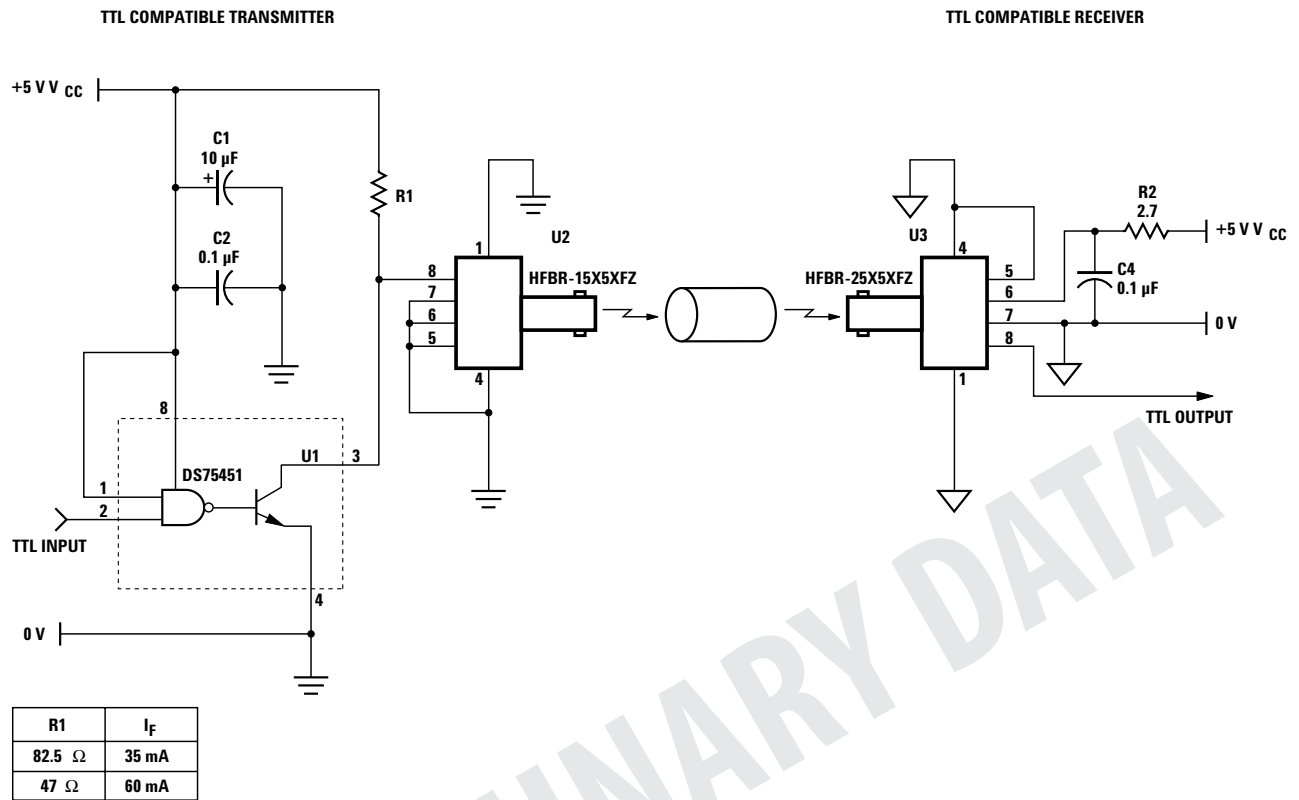 TTL COMPATIBLE TRANSMITTER
TTL COMPATIBLE RECEIVER
+5 V V CC
C1
10 µF
+
C2
0.1 µF
R1
1
U2
8
7
6
5
HFBR-15X5XFZ
4
HFBR-25X5XFZ
U3
4
5
6
7
8
1
R2
2.7
+5 V V CC
C4
0.1 µF
0 V
TTL OUTPUT
8
U1
3
DS75451
1
2
TTL INPUT
4
0 V
R1 IF
82.5 Ω 35 mA
47 Ω 60 mA
DATA